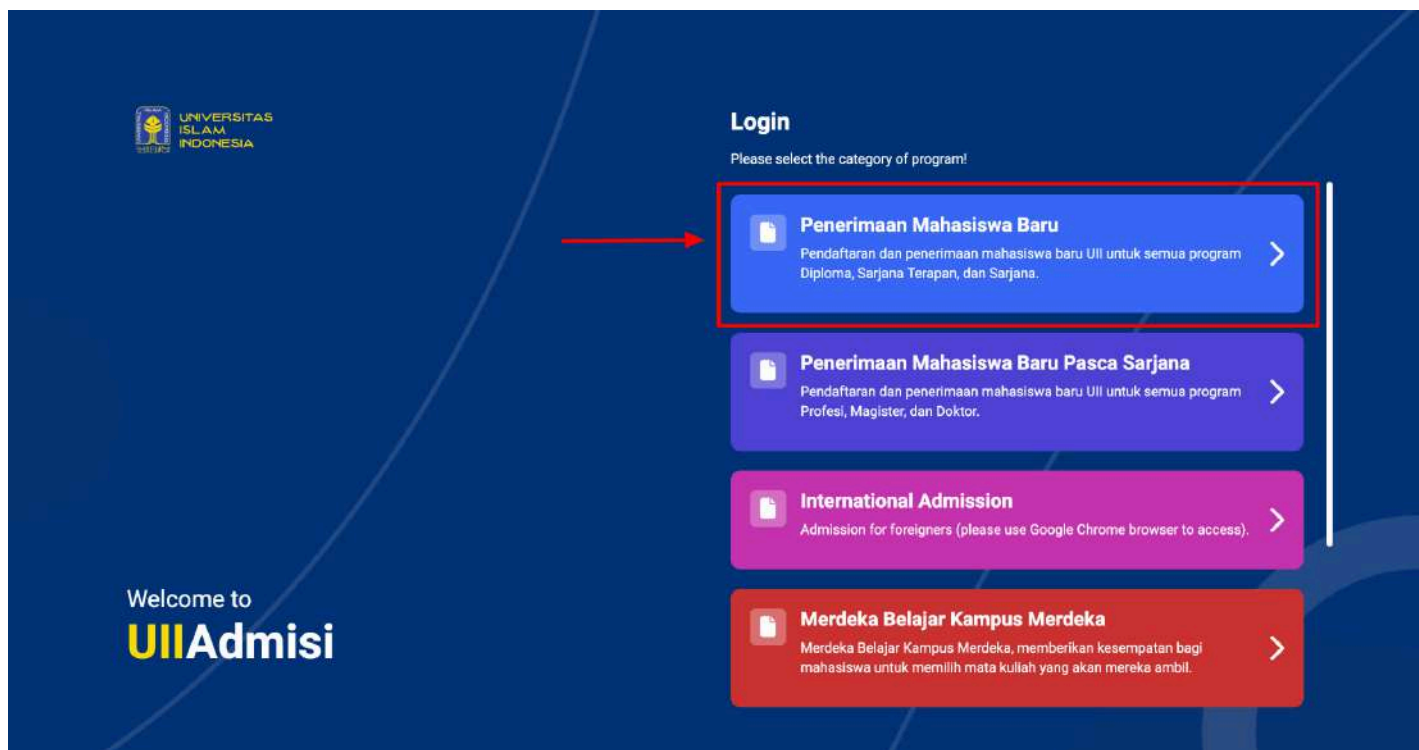 UNIVERSITAS
ISLAM
INDONESIA
Login
Please select the category of program!
Penerimaan Mahasiswa Baru
Pendaftaran dan penerimaan mahasiswa baru UII untuk semua program
Diploma, Sarjana Terapan, dan Sarjana.
Penerimaan Mahasiswa Baru Pasca Sarjana
Pendaftaran dan penerimaan mahasiswa baru UII untuk semua program
Profesi, Magister, dan Doktor.
International Admission
Admission for foreigners (please use Google Chrome browser to access).
Merdeka Belajar Kampus Merdeka
Merdeka Belajar Kampus Merdeka, memberikan kesempatan bagi
mahasiswa untuk memilih mata kuliah yang akan mereka ambil.
Welcome to
UIIAdmisi